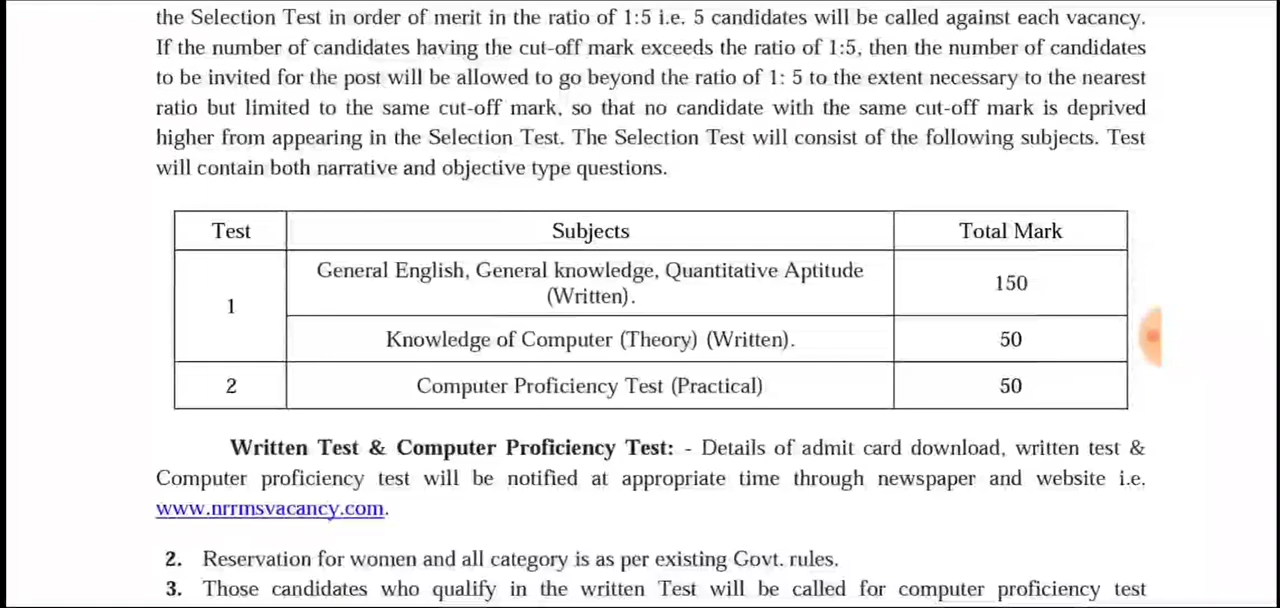 the Selection Test in order of merit in the ratio of 1:5 i.e. 5 candidates will be called against each vacancy.
If the number of candidates having the cut-off mark exceeds the ratio of 1:5, then the number of candidates
to be invited for the post will be allowed to go beyond the ratio of 1: 5 to the extent necessary to the nearest
ratio but limited to the same cut-off mark, so that no candidate with the same cut-off mark is deprived
higher from appearing in the Selection Test. The Selection Test will consist of the following subjects. Test
will contain both narrative and objective type questions.
Test Subjects Total Mark
1 General English, General knowledge, Quantitative Aptitude
(Written). 150
Knowledge of Computer (Theory) (Written). 50
2 Computer Proficiency Test (Practical) 50
Written Test & Computer Proficiency Test: - Details of admit card download, written test &
Computer proficiency test will be notified at appropriate time through newspaper and website i.e.
www.nrrmsvacancy.com.
2. Reservation for women and all category is as per existing Govt. rules.
3. Those candidates who qualify in the written Test will be called for computer proficiency test